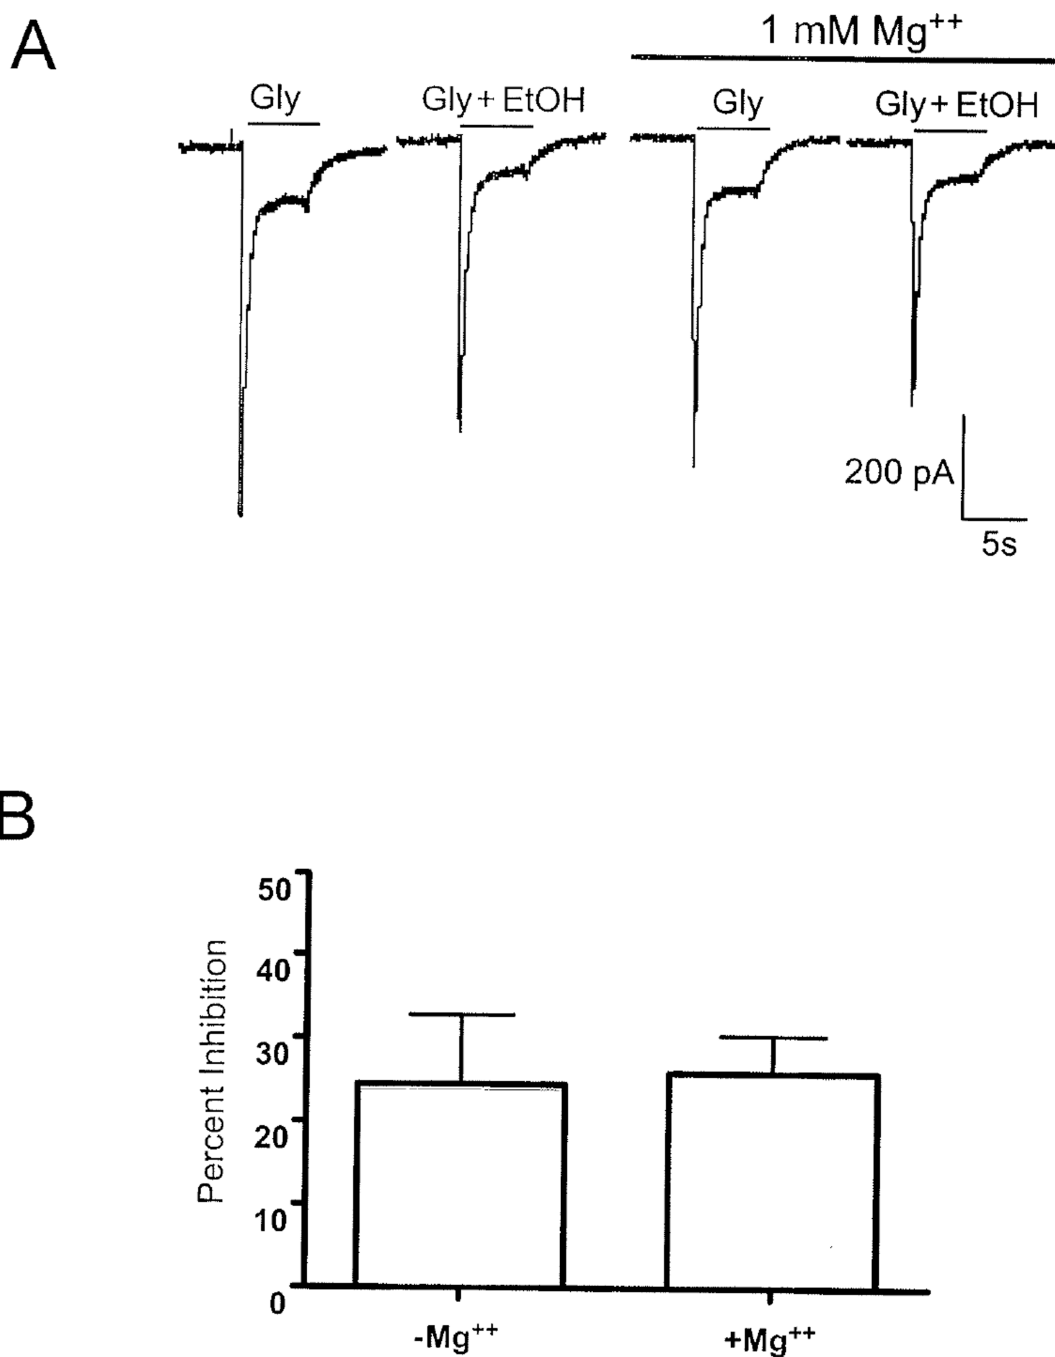 A
1 mM Mg++
Gly
Gly + EtOH
Gly
Gly + EtOH
200 pA
5s
B
50
40
30
20
10
0
Percent Inhibition
-Mg++
+Mg++